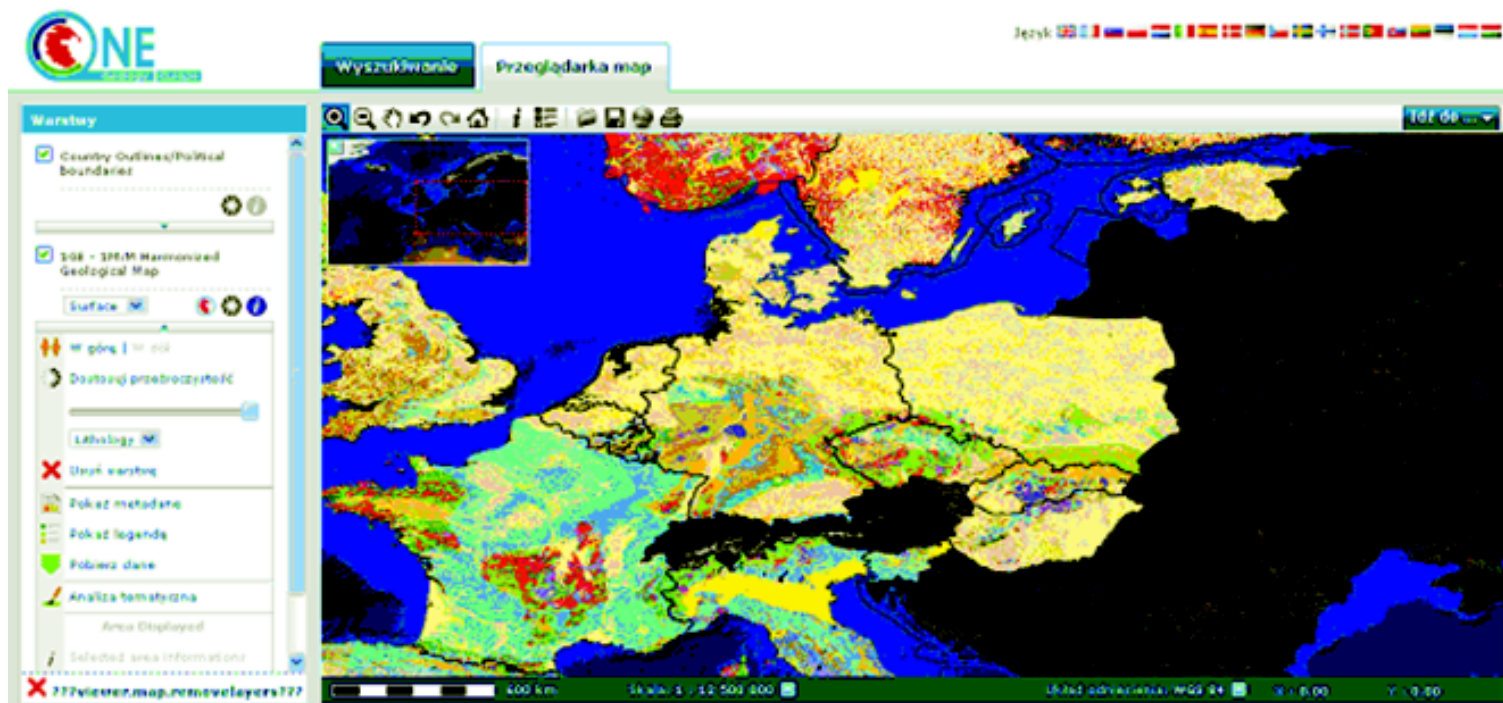 ONE
Język
Wyszukiwanie
Przeglądarka map
Warstwy
Idź do ...
Country Outlines/Political
boundaries
1GE - 1M/M Harmonized
Geological Map
Surface
W górę | W dół
Dostosuj przezroczystość
Lithology
Usuń warstwę
Pokaż metadane
Pokaż legendę
Pobierz dane
Analiza tematyczna
Area Displayed
Selected area informations
???viewer.map.removelayers???
600 km
Skala: 1 : 12 500 000
Układ odniesienia: WGS 84
X : 0.00
Y : 0.00